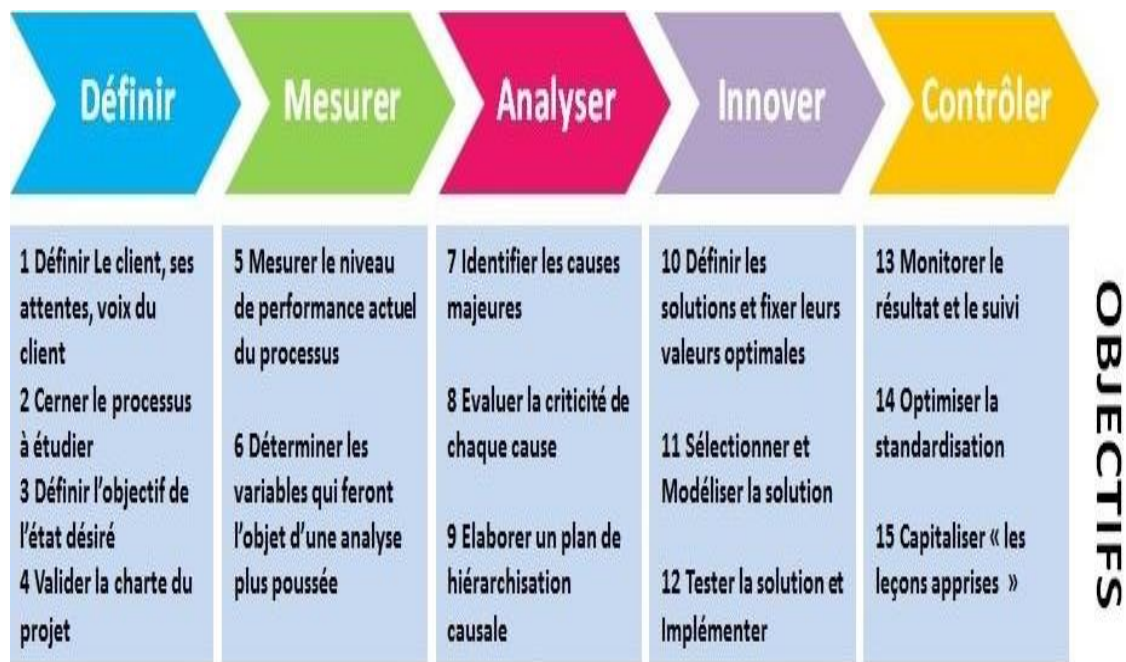 Définir
Mesurer
Analyser
Innover
Contrôler
1 Définir Le client, ses
attentes, voix du
client
2 Cerner le processus
à étudier
3 Définir l'objectif de
l'état désiré
4 Valider la charte du
projet
5 Mesurer le niveau
de performance actuel
du processus
6 Déterminer les
variables qui feront
l'objet d'une analyse
plus poussée
7 Identifier les causes
majeures
8 Evaluer la criticité de
chaque cause
9 Elaborer un plan de
hiérarchisation
causale
10 Définir les
solutions et fixer leurs
valeurs optimales
11 Sélectionner et
Modéliser la solution
12 Tester la solution et
Implémenter
13 Monitorer le
résultat et le suivi
14 Optimiser la
standardisation
15 Capitaliser « les
leçons apprises »
OBJECTIFS